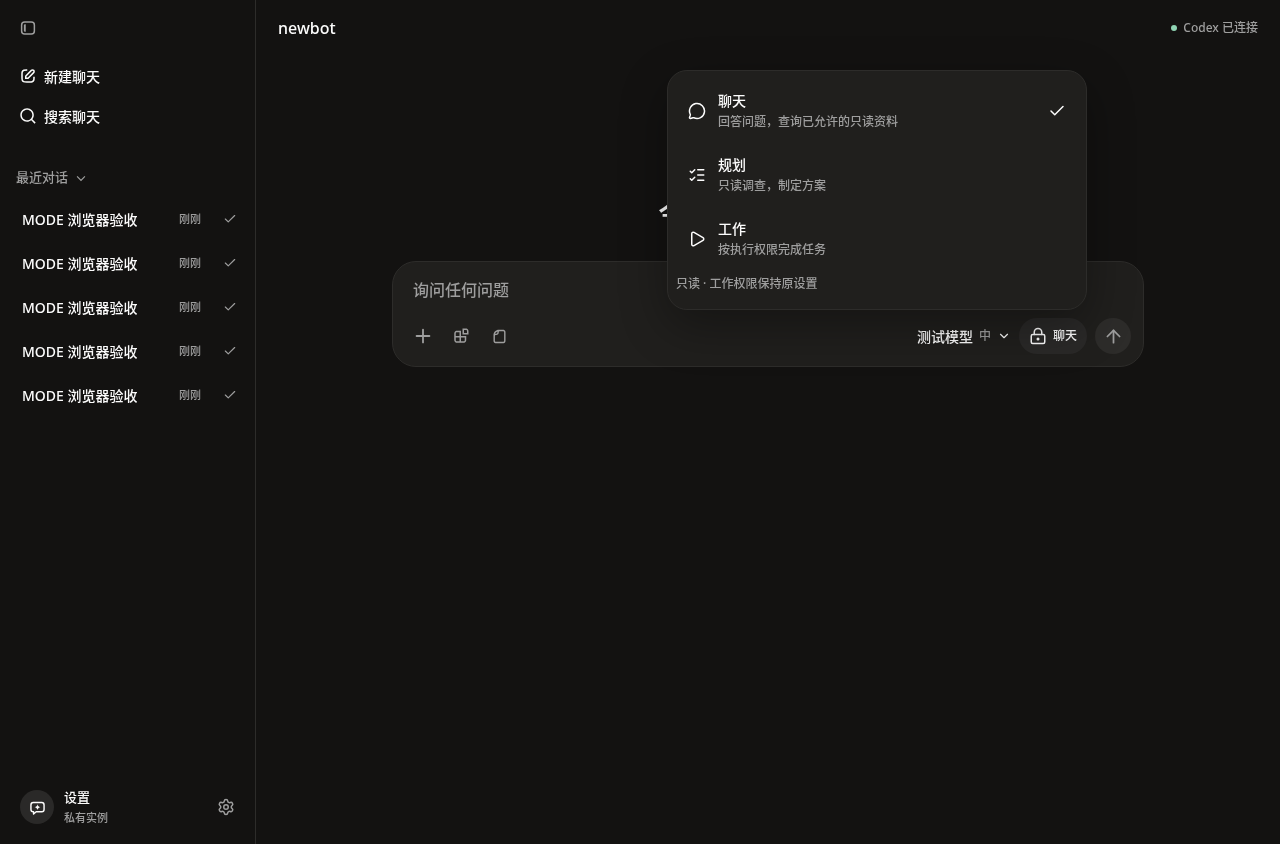 newbot
Codex 已连接
新建聊天
搜索聊天
最近对话
MODE 浏览器验收 刚刚
MODE 浏览器验收 刚刚
MODE 浏览器验收 刚刚
MODE 浏览器验收 刚刚
MODE 浏览器验收 刚刚
设置
私有实例
聊天
回答问题，查询已允许的只读资料
规划
只读调查，制定方案
工作
按执行权限完成任务
只读 · 工作权限保持原设置
询问任何问题
测试模型 中 聊天